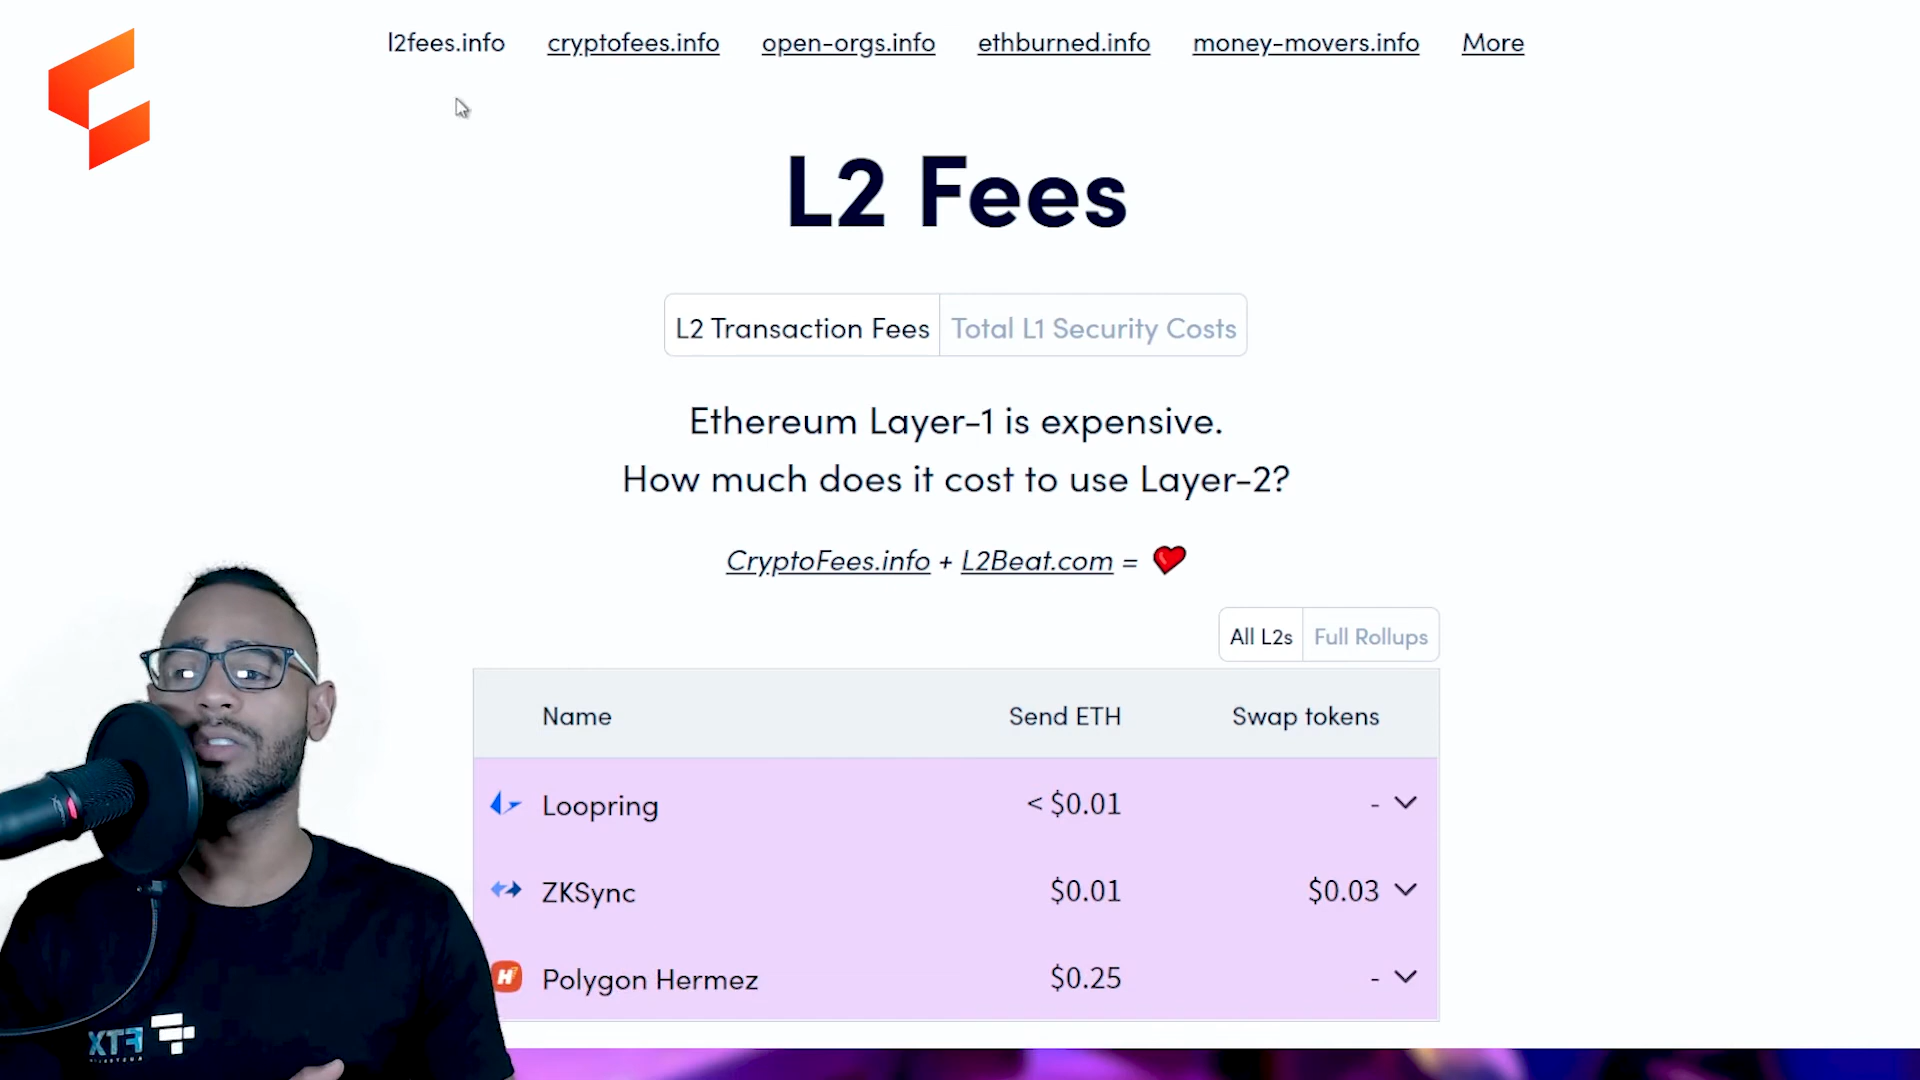 l2fees.info cryptofees.info open-orgs.info ethburned.info money-movers.info More
L2 Fees
L2 Transaction Fees Total L1 Security Costs
Ethereum Layer-1 is expensive.
How much does it cost to use Layer-2?
CryptoFees.info + L2Beat.com =
All L2s Full Rollups
Name Send ETH Swap tokens
Loopring < $0.01 -
ZKSync $0.01 $0.03
H Polygon Hermez $0.25 -
FTX